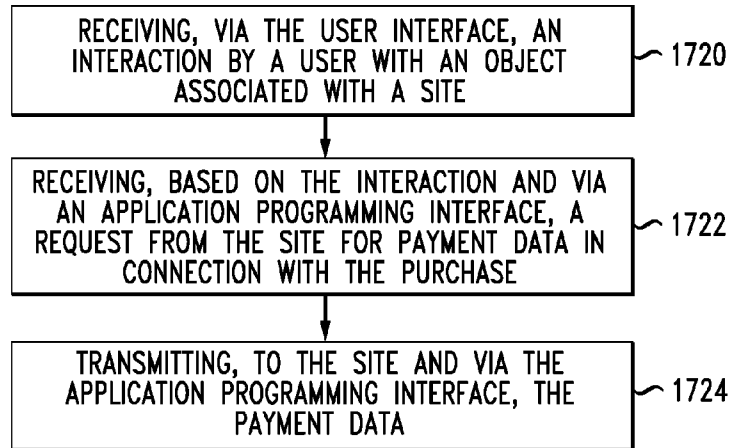 RECEIVING, VIA THE USER INTERFACE, AN
INTERACTION BY A USER WITH AN OBJECT
ASSOCIATED WITH A SITE
1720
RECEIVING, BASED ON THE INTERACTION AND VIA
AN APPLICATION PROGRAMMING INTERFACE, A
REQUEST FROM THE SITE FOR PAYMENT DATA IN
CONNECTION WITH THE PURCHASE
1722
TRANSMITTING, TO THE SITE AND VIA THE
APPLICATION PROGRAMMING INTERFACE, THE
PAYMENT DATA
1724